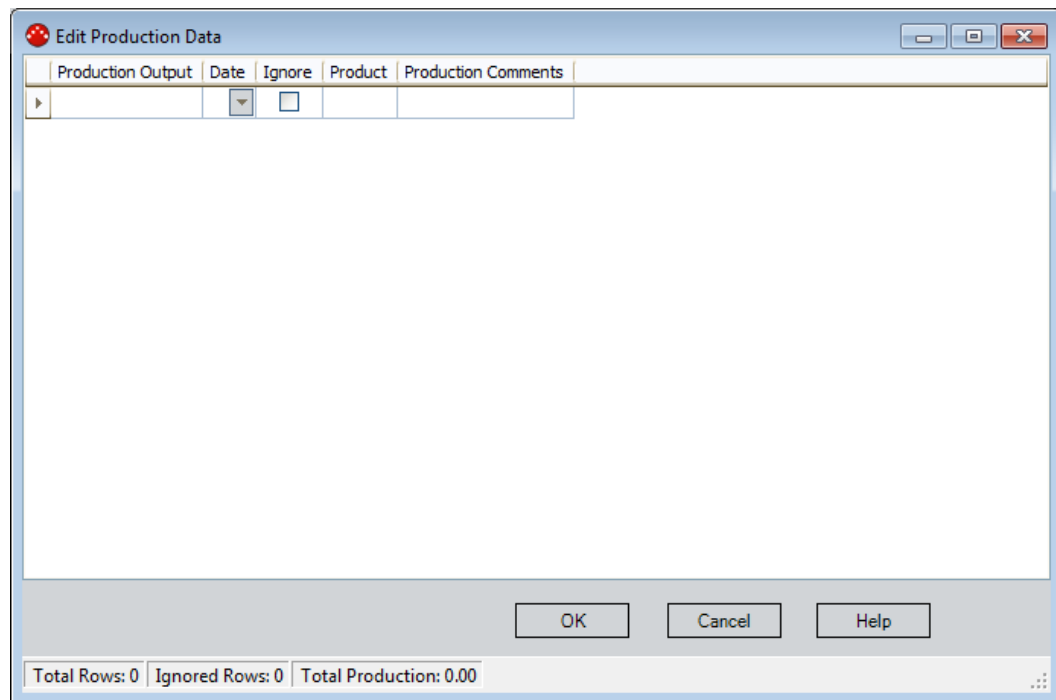 Edit Production Data
Production Output Date Ignore Product Production Comments
OK Cancel Help
Total Rows: 0 Ignored Rows: 0 Total Production: 0.00